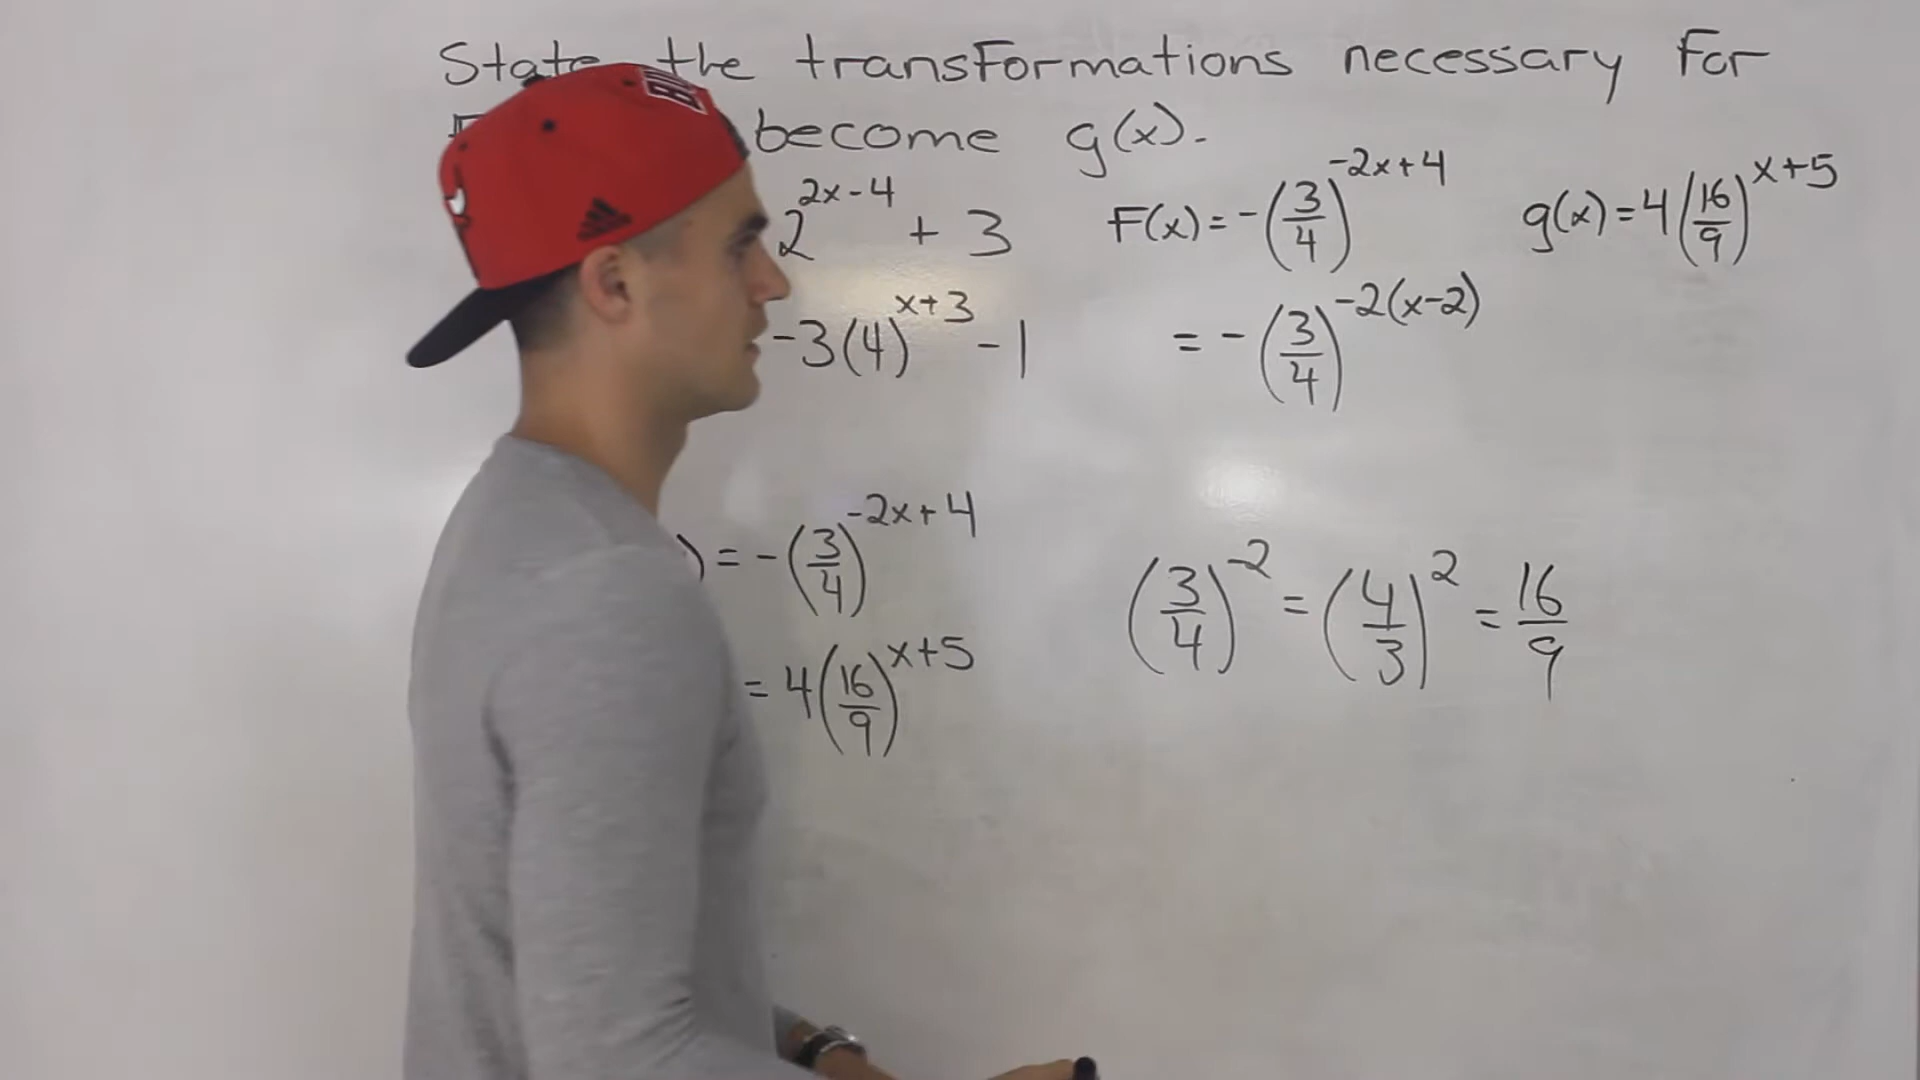 State the transformations necessary for
become g(x).
2^{2x-4} + 3
-3(4)^{x+3} - 1
F(x) = -(3/4)^{-2x+4}
= -(3/4)^{-2(x-2)}
g(x) = 4(16/9)^{x+5}
) = -(3/4)^{-2x+4}
= 4(16/9)^{x+5}
(3/4)^{-2} = (4/3)^2 = 16/9